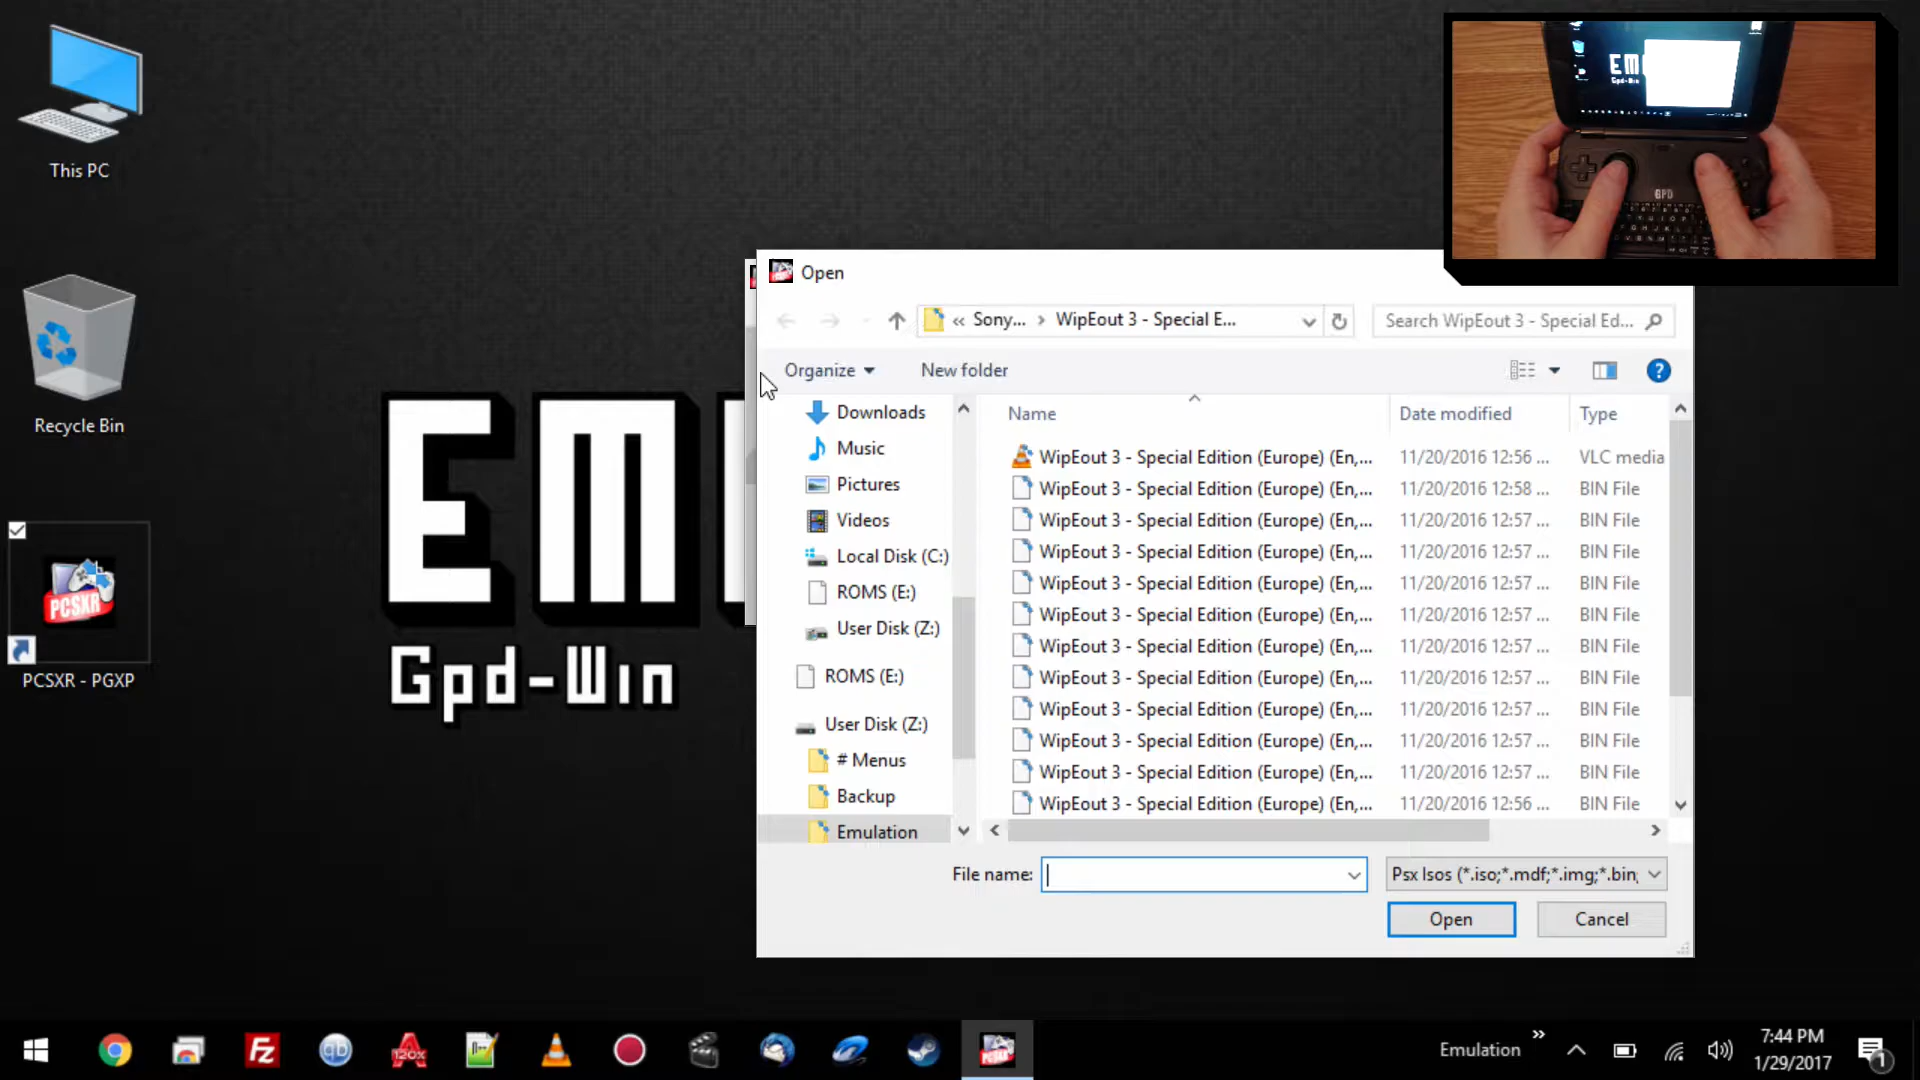 This PC
Recycle Bin
PCSXR
PCSXR - PGXP
EM
Gpd-Win
EM
Gpd-Win
GPD
Open
« Sony... › WipEout 3 - Special E...
Search WipEout 3 - Special Ed...
Organize
New folder
Downloads
Music
Pictures
Videos
Local Disk (C:)
ROMS (E:)
User Disk (Z:)
ROMS (E:)
User Disk (Z:)
# Menus
Backup
Emulation
Name Date modified Type
WipEout 3 - Special Edition (Europe) (En,... 11/20/2016 12:56 ... VLC media
WipEout 3 - Special Edition (Europe) (En,... 11/20/2016 12:58 ... BIN File
WipEout 3 - Special Edition (Europe) (En,... 11/20/2016 12:57 ... BIN File
WipEout 3 - Special Edition (Europe) (En,... 11/20/2016 12:57 ... BIN File
WipEout 3 - Special Edition (Europe) (En,... 11/20/2016 12:57 ... BIN File
WipEout 3 - Special Edition (Europe) (En,... 11/20/2016 12:57 ... BIN File
WipEout 3 - Special Edition (Europe) (En,... 11/20/2016 12:57 ... BIN File
WipEout 3 - Special Edition (Europe) (En,... 11/20/2016 12:57 ... BIN File
WipEout 3 - Special Edition (Europe) (En,... 11/20/2016 12:57 ... BIN File
WipEout 3 - Special Edition (Europe) (En,... 11/20/2016 12:57 ... BIN File
WipEout 3 - Special Edition (Europe) (En,... 11/20/2016 12:57 ... BIN File
WipEout 3 - Special Edition (Europe) (En,... 11/20/2016 12:56 ... BIN File
File name:
Psx Isos (*.iso;*.mdf;*.img;*.bin;
Open
Cancel
Fz
qb
120X
PCSXR
Emulation
7:44 PM
1/29/2017
1